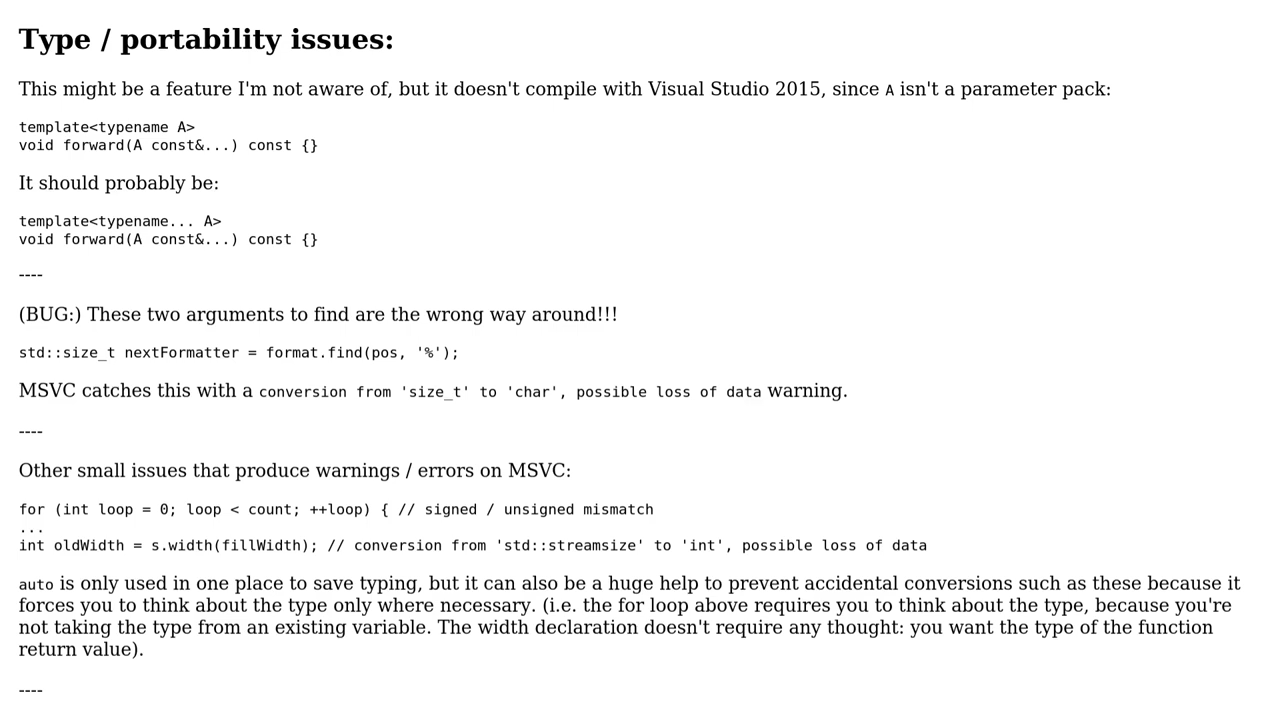 Type / portability issues:
This might be a feature I'm not aware of, but it doesn't compile with Visual Studio 2015, since A isn't a parameter pack:
template<typename A>
void forward(A const&...) const {}
It should probably be:
template<typename... A>
void forward(A const&...) const {}
----
(BUG:) These two arguments to find are the wrong way around!!!
std::size_t nextFormatter = format.find(pos, '%');
MSVC catches this with a conversion from 'size_t' to 'char', possible loss of data warning.
----
Other small issues that produce warnings / errors on MSVC:
for (int loop = 0; loop < count; ++loop) { // signed / unsigned mismatch
...
int oldWidth = s.width(fillWidth); // conversion from 'std::streamsize' to 'int', possible loss of data
auto is only used in one place to save typing, but it can also be a huge help to prevent accidental conversions such as these because it
forces you to think about the type only where necessary. (i.e. the for loop above requires you to think about the type, because you're
not taking the type from an existing variable. The width declaration doesn't require any thought: you want the type of the function
return value).
----